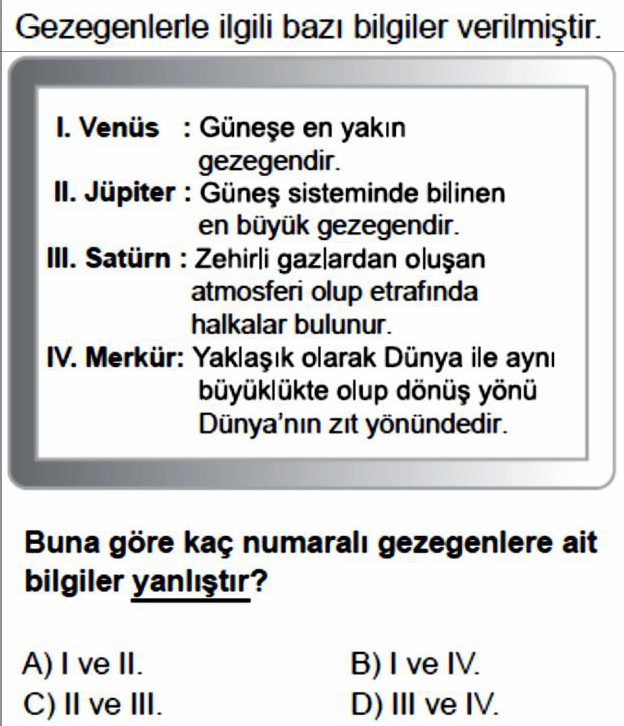 Gezegenlerle ilgili bazı bilgiler verilmiştir.
I. Venüs : Güneşe en yakın
gezegendir.
II. Jüpiter : Güneş sisteminde bilinen
en büyük gezegendir.
III. Satürn : Zehirli gazlardan oluşan
atmosferi olup etrafında
halkalar bulunur.
IV. Merkür: Yaklaşık olarak Dünya ile aynı
büyüklükte olup dönüş yönü
Dünya'nın zıt yönündedir.
Buna göre kaç numaralı gezegenlere ait
bilgiler yanlıştır?
A) I ve II. B) I ve IV.
C) II ve III. D) III ve IV.